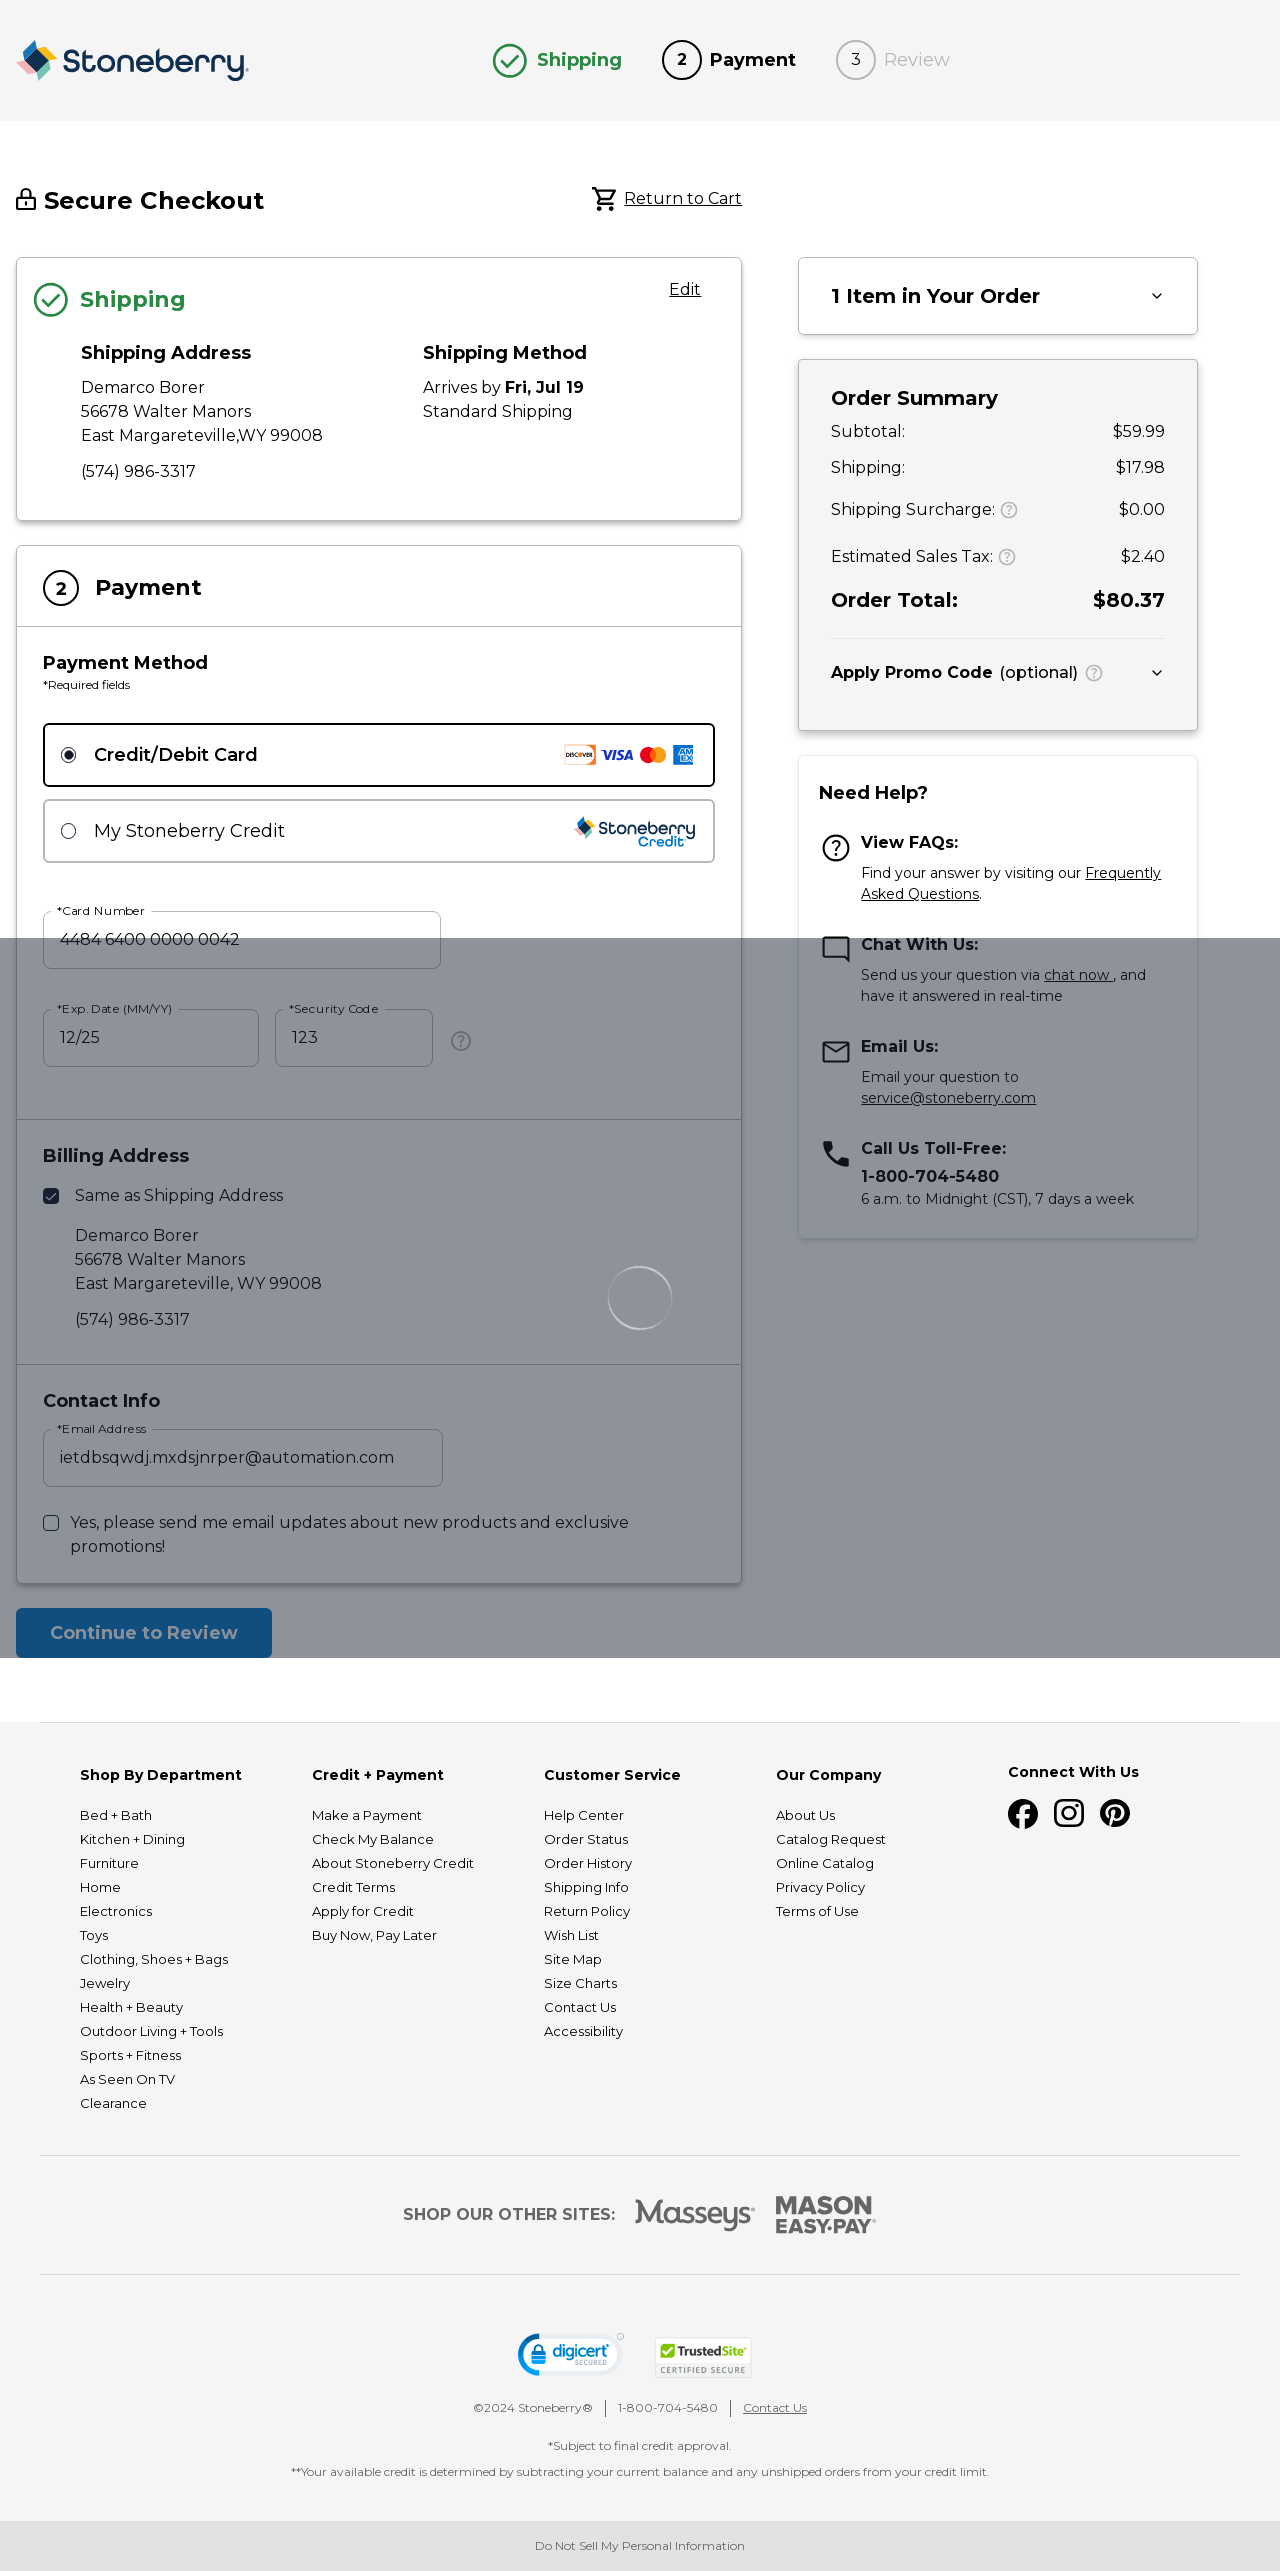 Stoneberry
Shipping
2 Payment
3 Review
Secure Checkout
Return to Cart
Shipping
Edit
Shipping Address
Demarco Borer
56678 Walter Manors
East Margareteville,WY 99008
(574) 986-3317
Shipping Method
Arrives by Fri, Jul 19
Standard Shipping
2 Payment
Payment Method
*Required fields
Credit/Debit Card
DISCOVER VISA AMEX
My Stoneberry Credit
Stoneberry
Credit
*Card Number
4484 6400 0000 0042
*Exp. Date (MM/YY)
12/25
*Security Code
123
Billing Address
Same as Shipping Address
Demarco Borer
56678 Walter Manors
East Margareteville, WY 99008
(574) 986-3317
Contact Info
*Email Address
ietdbsqwdj.mxdsjnrper@automation.com
Yes, please send me email updates about new products and exclusive
promotions!
Continue to Review
1 Item in Your Order
Order Summary
Subtotal: $59.99
Shipping: $17.98
Shipping Surcharge: $0.00
Estimated Sales Tax: $2.40
Order Total: $80.37
Apply Promo Code (optional)
Need Help?
View FAQs:
Find your answer by visiting our Frequently
Asked Questions.
Chat With Us:
Send us your question via chat now , and
have it answered in real-time
Email Us:
Email your question to
service@stoneberry.com
Call Us Toll-Free:
1-800-704-5480
6 a.m. to Midnight (CST), 7 days a week
Shop By Department
Bed + Bath
Kitchen + Dining
Furniture
Home
Electronics
Toys
Clothing, Shoes + Bags
Jewelry
Health + Beauty
Outdoor Living + Tools
Sports + Fitness
As Seen On TV
Clearance
Credit + Payment
Make a Payment
Check My Balance
About Stoneberry Credit
Credit Terms
Apply for Credit
Buy Now, Pay Later
Customer Service
Help Center
Order Status
Order History
Shipping Info
Return Policy
Wish List
Site Map
Size Charts
Contact Us
Accessibility
Our Company
About Us
Catalog Request
Online Catalog
Privacy Policy
Terms of Use
Connect With Us
SHOP OUR OTHER SITES:
Masseys
MASON
EASY•PAY
digicert
SECURED
TrustedSite
CERTIFIED SECURE
©2024 Stoneberry® | 1-800-704-5480 | Contact Us
*Subject to final credit approval.
**Your available credit is determined by subtracting your current balance and any unshipped orders from your credit limit.
Do Not Sell My Personal Information